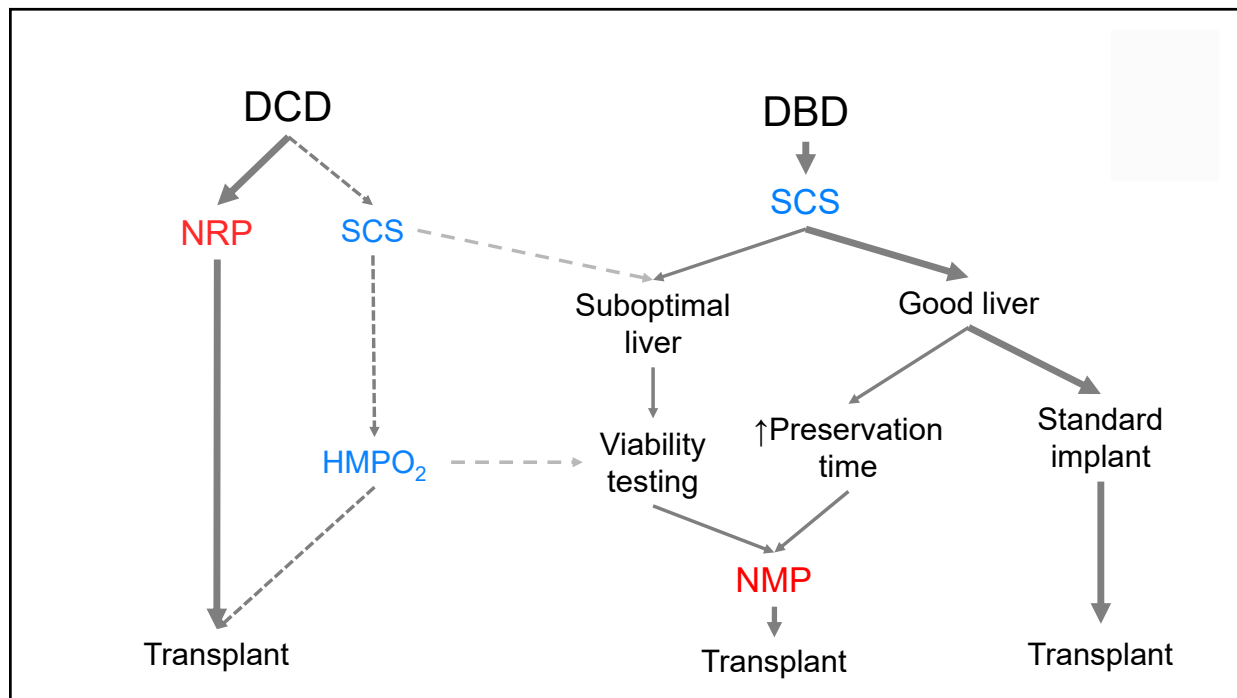 DCD
DBD
NRP
SCS
SCS
Suboptimal
liver
Good liver
HMPO₂
Viability
testing
↑Preservation
time
Standard
implant
NMP
Transplant
Transplant
Transplant